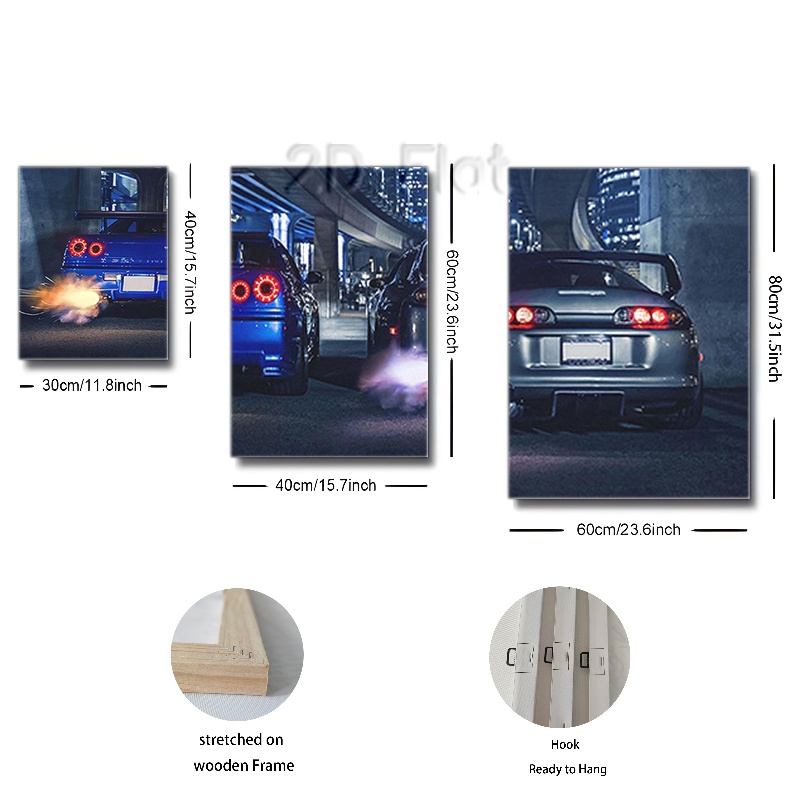 2D Flat
40cm/15.7inch
30cm/11.8inch
60cm/23.6inch
40cm/15.7inch
80cm/31.5inch
60cm/23.6inch
stretched on
wooden Frame
Hook
Ready to Hang